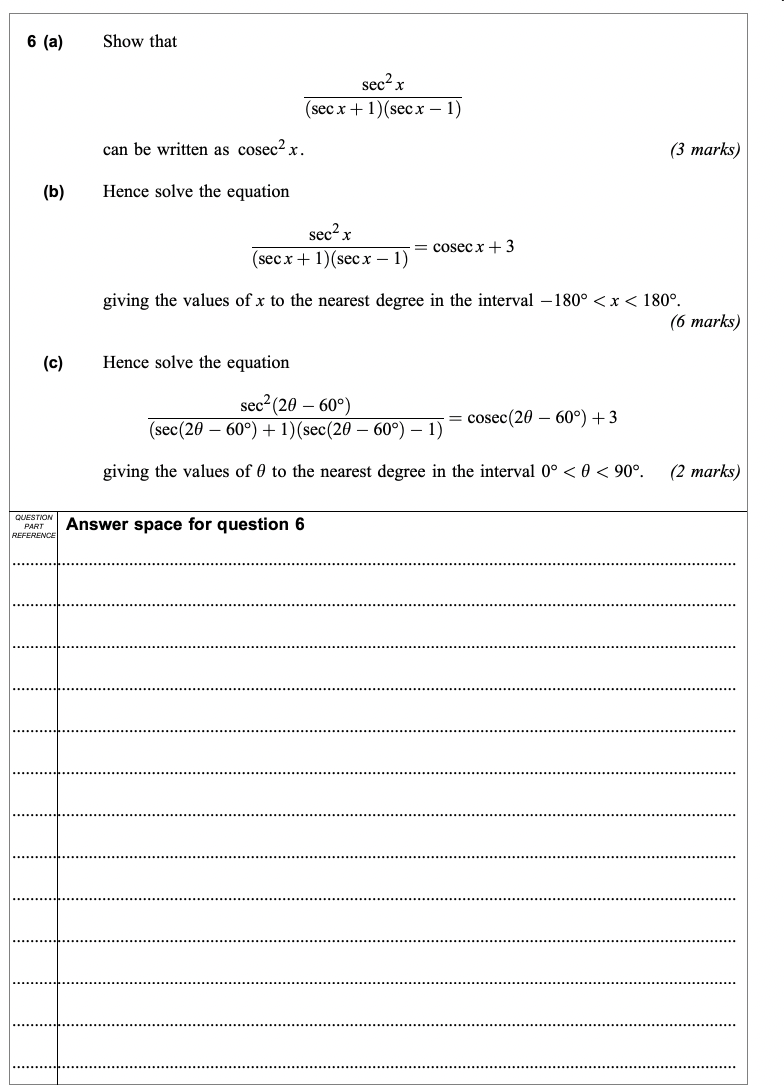 6 (a) Show that
sec² x
(sec x + 1)(sec x − 1)
can be written as cosec² x. (3 marks)
(b) Hence solve the equation
sec² x
(sec x + 1)(sec x − 1) = cosec x + 3
giving the values of x to the nearest degree in the interval −180° < x < 180°.
(6 marks)
(c) Hence solve the equation
sec²(2θ − 60°)
(sec(2θ − 60°) + 1)(sec(2θ − 60°) − 1) = cosec(2θ − 60°) + 3
giving the values of θ to the nearest degree in the interval 0° < θ < 90°. (2 marks)
QUESTION
PART
REFERENCE
Answer space for question 6